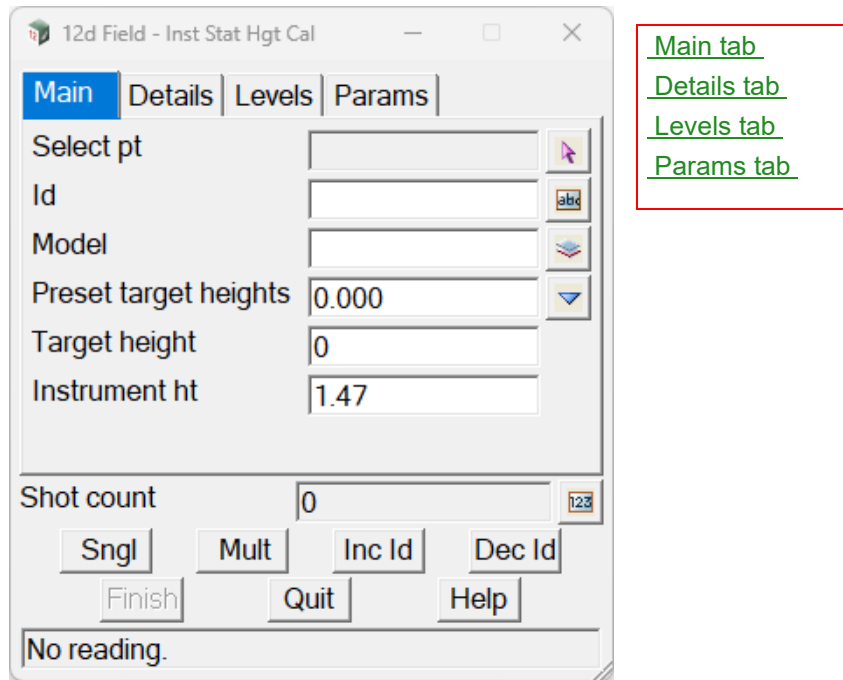 12d Field - Inst Stat Hgt Cal
Main Details Levels Params
Select pt
Id abc
Model
Preset target heights 0.000
Target height 0
Instrument ht 1.47
Shot count 0 123
Sngl Mult Inc Id Dec Id
Finish Quit Help
No reading.
Main tab
Details tab
Levels tab
Params tab